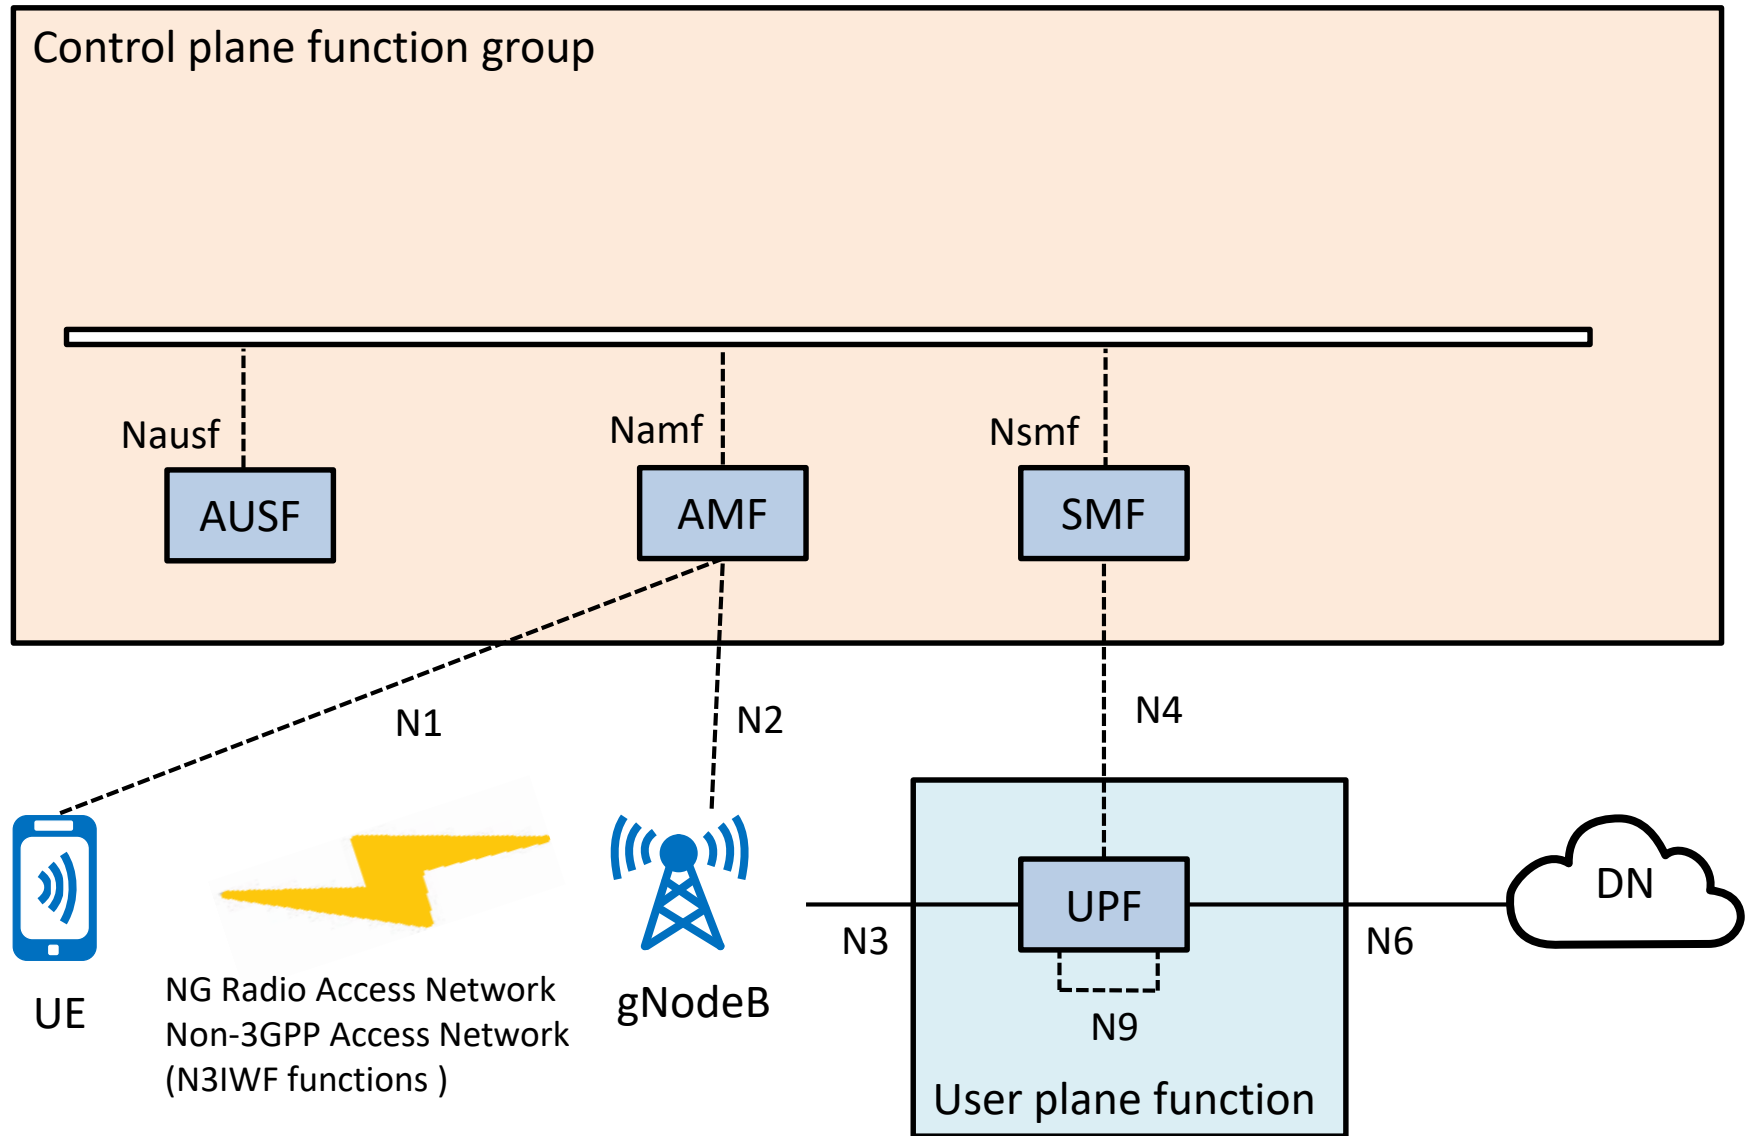 Control plane function group
Nausf
Namf
Nsmf
AUSF
AMF
SMF
N1
N2
N4
UPF
DN
N3
N6
N9
UE
NG Radio Access Network
Non-3GPP Access Network
(N3IWF functions )
gNodeB
User plane function